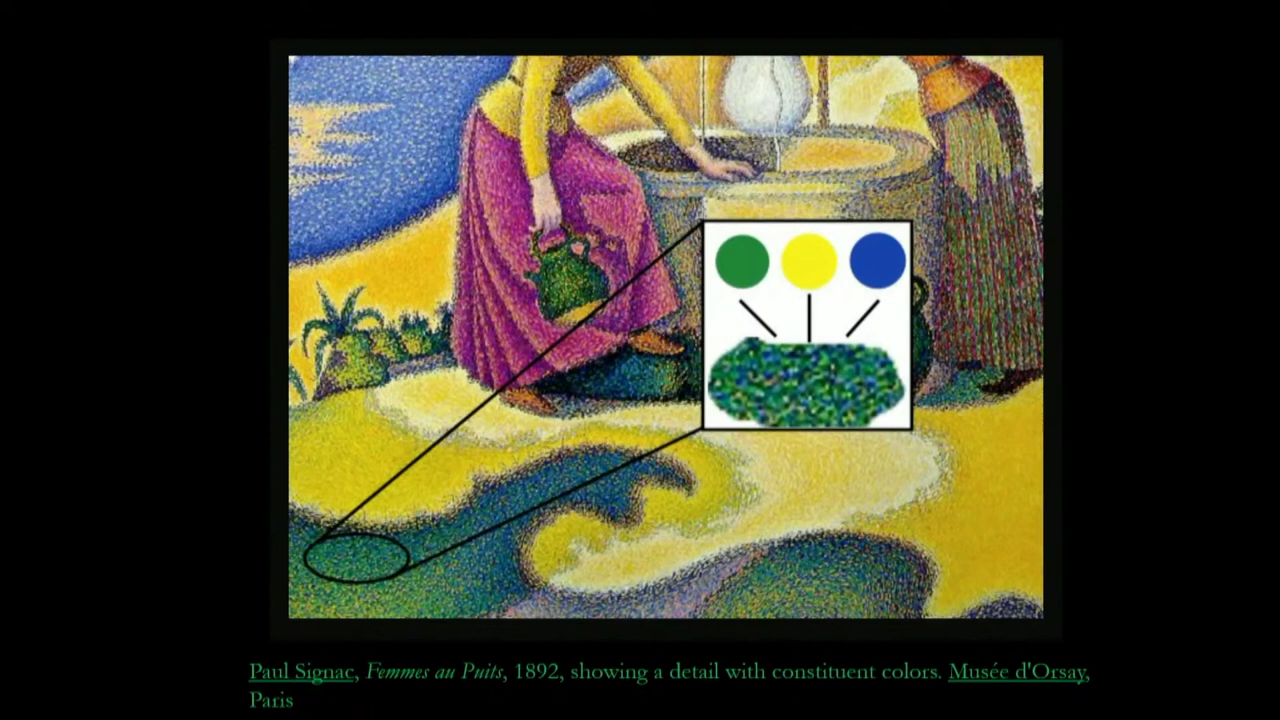 Paul Signac, Femmes au Puits, 1892, showing a detail with constituent colors. Musée d'Orsay,
Paris